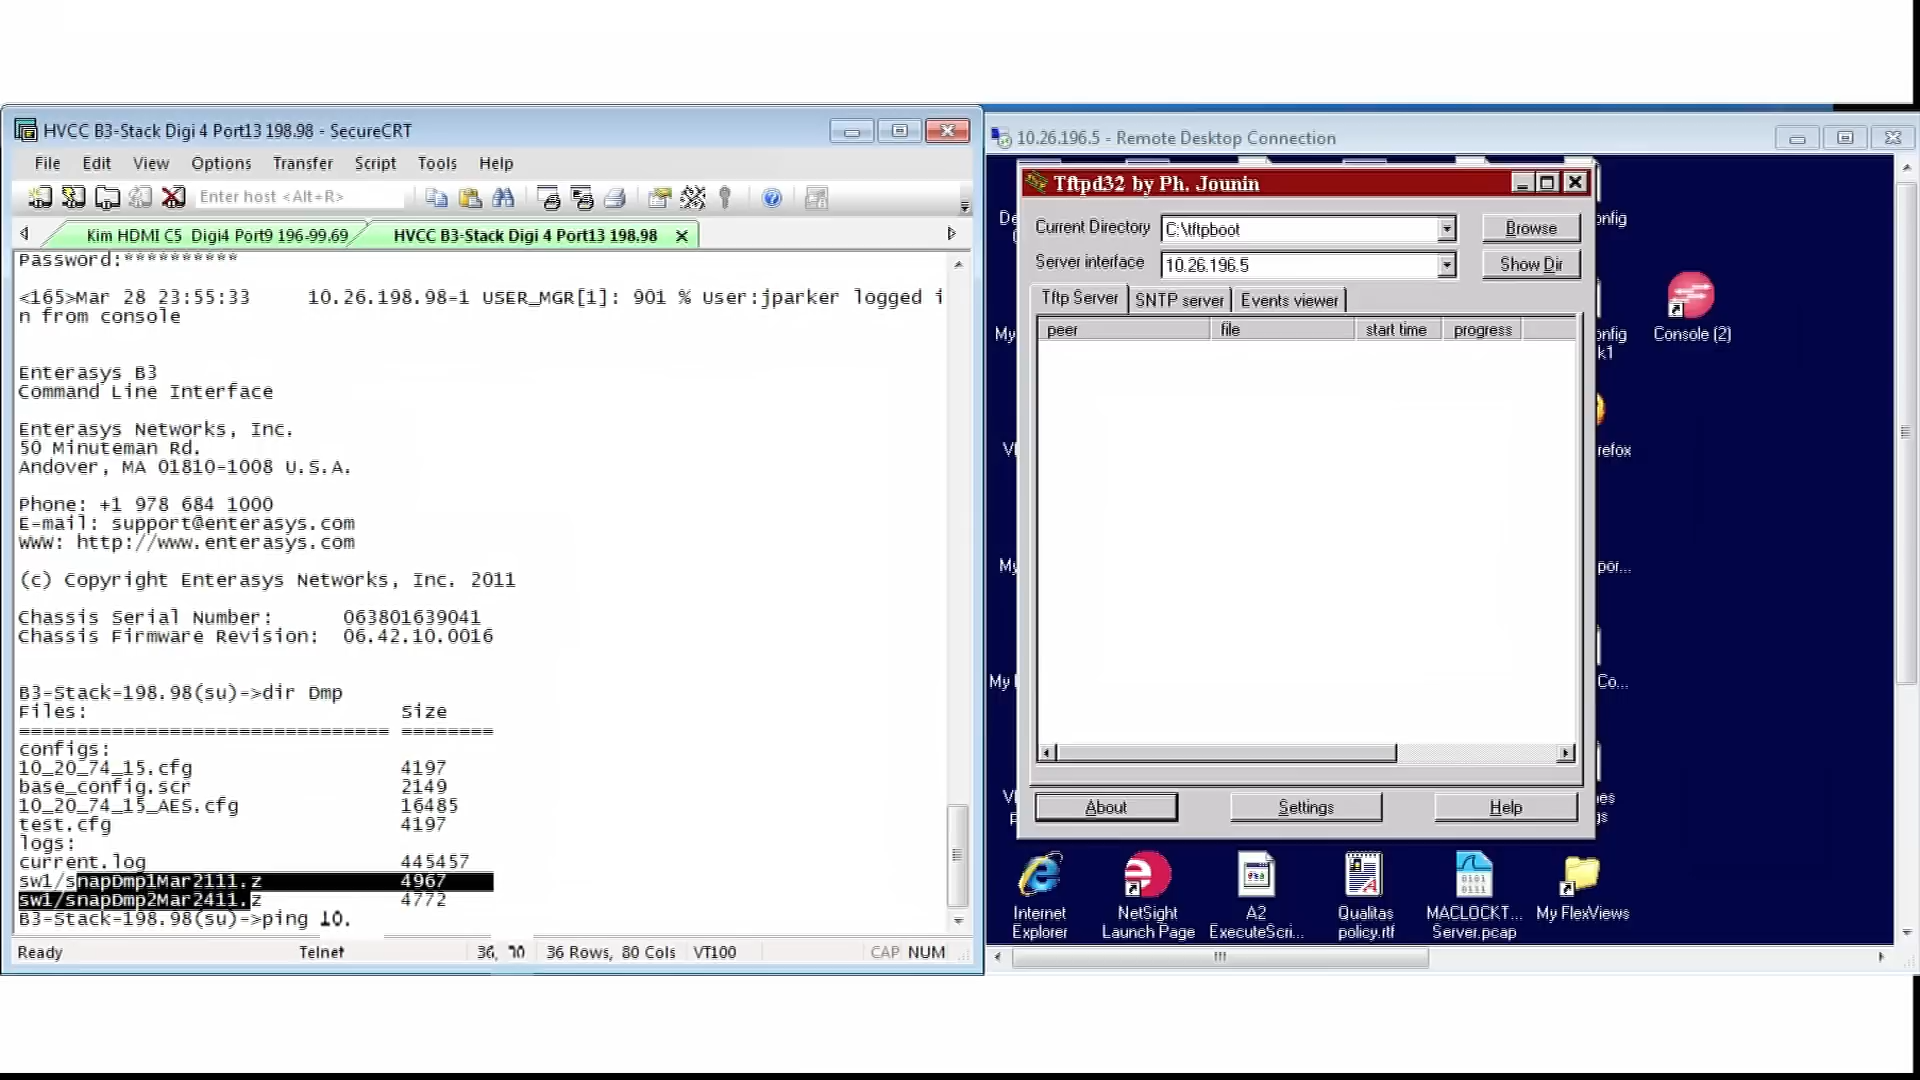 HVCC B3-Stack Digi 4 Port13 198.98 - SecureCRT
File Edit View Options Transfer Script Tools Help
Enter host <Alt+R>
Kim HDMI C5 Digi4 Port9 196-99.69
HVCC B3-Stack Digi 4 Port13 198.98
Password:**********
<165>Mar 28 23:55:33 10.26.198.98-1 USER_MGR[1]: 901 % User:jparker logged i
n from console
Enterasys B3
Command Line Interface
Enterasys Networks, Inc.
50 Minuteman Rd.
Andover, MA 01810-1008 U.S.A.
Phone: +1 978 684 1000
E-mail: support@enterasys.com
WWW: http://www.enterasys.com
(c) Copyright Enterasys Networks, Inc. 2011
Chassis Serial Number: 063801639041
Chassis Firmware Revision: 06.42.10.0016
B3-Stack-198.98(su)->dir Dmp
Files: Size
================================ ========
configs:
10_20_74_15.cfg 4197
base_config.scr 2149
10_20_74_15_AES.cfg 16485
test.cfg 4197
logs:
current.log 445457
sw1/snapDmp1Mar2111.z 4967
sw1/snapDmp2Mar2411.z 4772
B3-Stack-198.98(su)->ping 10.
Ready Telnet 36, 30 36 Rows, 80 Cols VT100 CAP NUM
10.26.196.5 - Remote Desktop Connection
Tftpd32 by Ph. Jounin
Current Directory C:\tftpboot Browse
Server interface 10.26.196.5 Show Dir
Tftp Server SNTP server Events viewer
peer file start time progress
About Settings Help
Console (2)
Internet
Explorer
NetSight
Launch Page
A2
ExecuteScri...
Qualitas
policy.rtf
MACLOCKT...
Server.pcap
My FlexViews